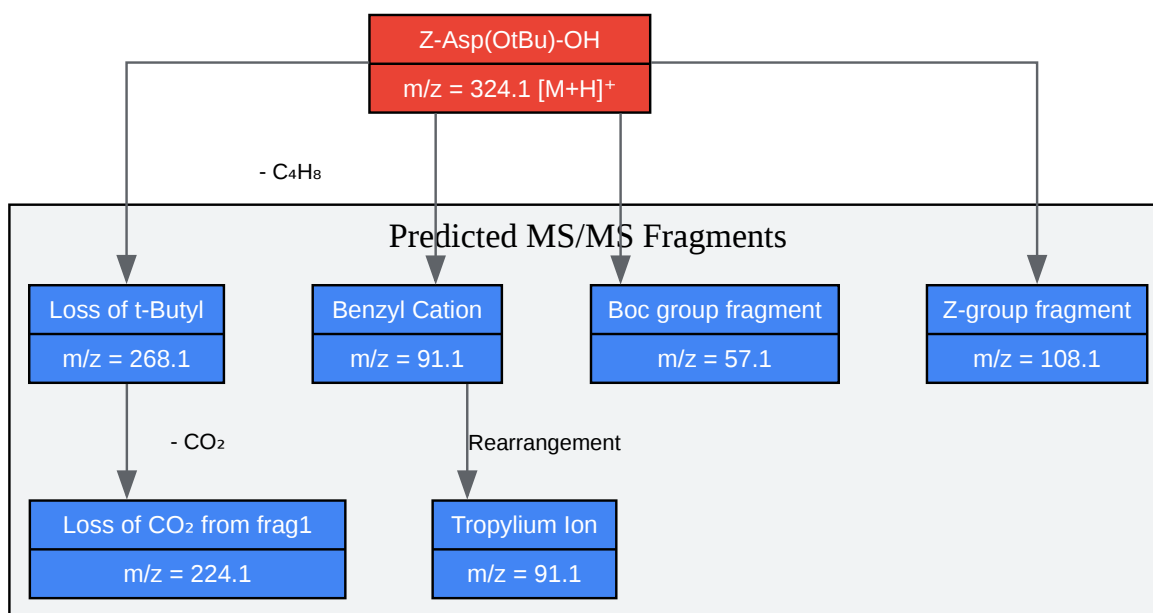 Z-Asp(OtBu)-OH
m/z = 324.1 [M+H]⁺
- C₄H₈
Predicted MS/MS Fragments
Loss of t-Butyl
m/z = 268.1
Benzyl Cation
m/z = 91.1
Boc group fragment
m/z = 57.1
Z-group fragment
m/z = 108.1
- CO₂
Rearrangement
Loss of CO₂ from frag1
m/z = 224.1
Tropylium Ion
m/z = 91.1